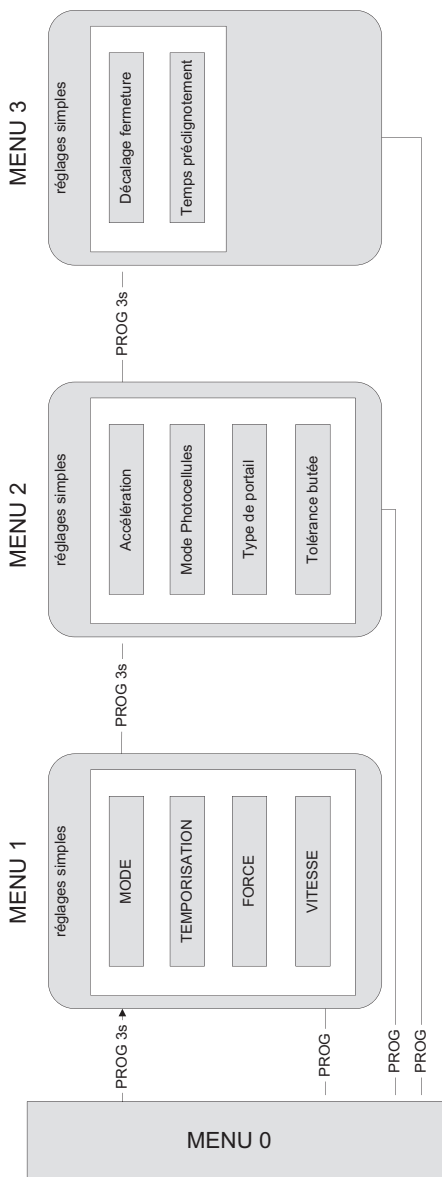 MENU 0
PROG 3s
PROG
PROG
PROG
MENU 1
réglages simples
MODE
TEMPORISATION
FORCE
VITESSE
PROG 3s
MENU 2
réglages simples
Accélération
Mode Photocellules
Type de portail
Tolérance butée
PROG 3s
MENU 3
réglages simples
Décalage fermeture
Temps préclignotement